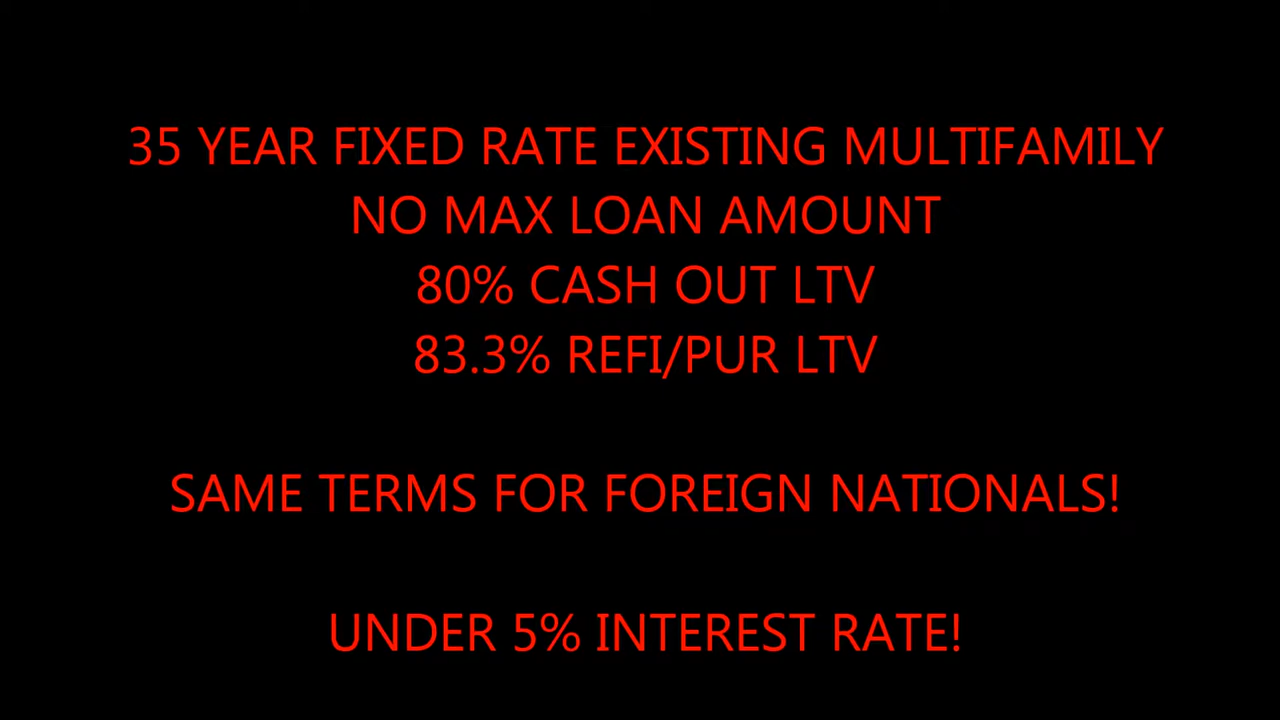 35 YEAR FIXED RATE EXISTING MULTIFAMILY
NO MAX LOAN AMOUNT
80% CASH OUT LTV
83.3% REFI/PUR LTV
SAME TERMS FOR FOREIGN NATIONALS!
UNDER 5% INTEREST RATE!